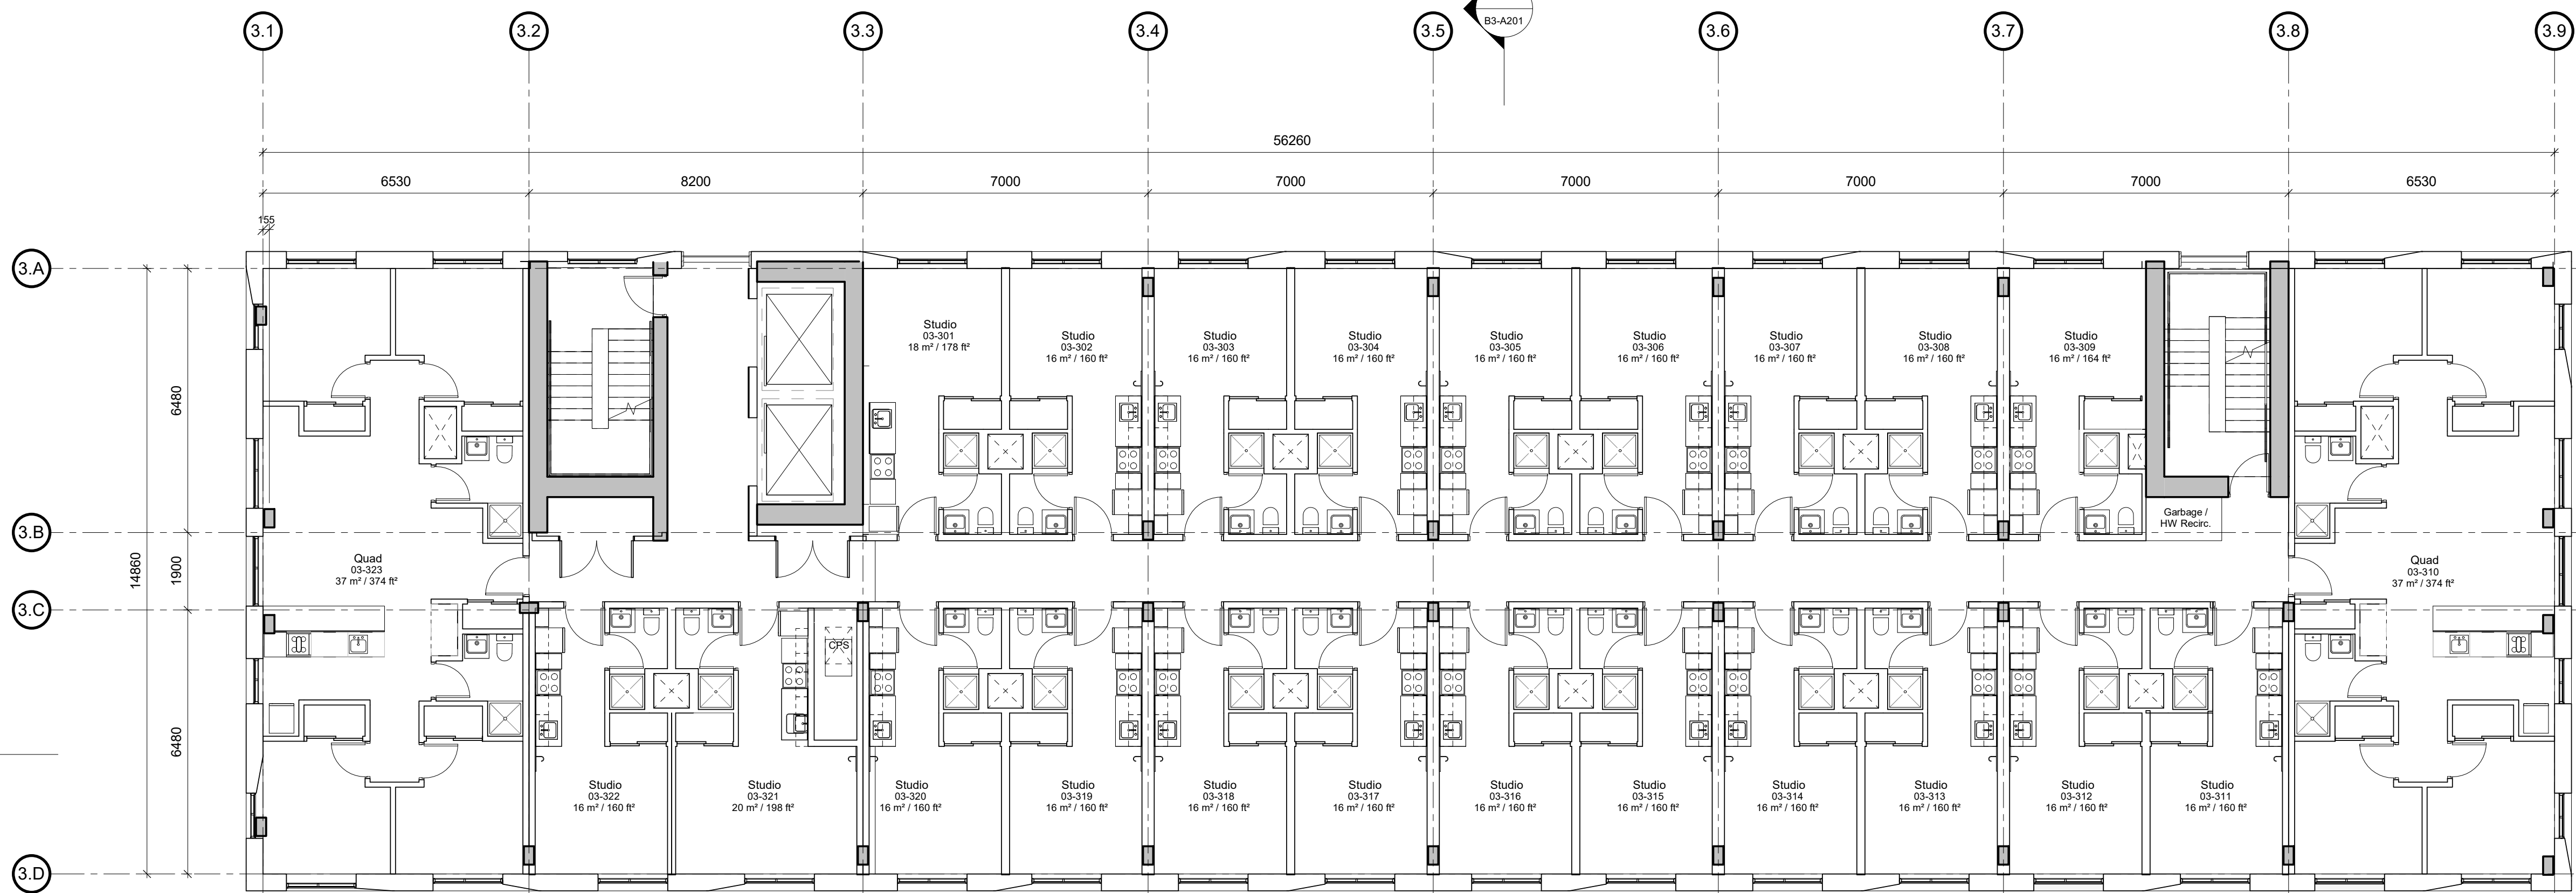 3.1
3.2
3.3
3.4
3.5
B3-A201
3.6
3.7
3.8
3.9
56260
6530
8200
7000
7000
7000
7000
7000
6530
155
3.A
3.B
3.C
3.D
14860
6480
1900
6480
Studio
03-301
18 m² / 178 ft²
Studio
03-302
16 m² / 160 ft²
Studio
03-303
16 m² / 160 ft²
Studio
03-304
16 m² / 160 ft²
Studio
03-305
16 m² / 160 ft²
Studio
03-306
16 m² / 160 ft²
Studio
03-307
16 m² / 160 ft²
Studio
03-308
16 m² / 160 ft²
Studio
03-309
16 m² / 164 ft²
Garbage /
HW Recirc.
Quad
03-323
37 m² / 374 ft²
Quad
03-310
37 m² / 374 ft²
CPS
Studio
03-322
16 m² / 160 ft²
Studio
03-321
20 m² / 198 ft²
Studio
03-320
16 m² / 160 ft²
Studio
03-319
16 m² / 160 ft²
Studio
03-318
16 m² / 160 ft²
Studio
03-317
16 m² / 160 ft²
Studio
03-316
16 m² / 160 ft²
Studio
03-315
16 m² / 160 ft²
Studio
03-314
16 m² / 160 ft²
Studio
03-313
16 m² / 160 ft²
Studio
03-312
16 m² / 160 ft²
Studio
03-311
16 m² / 160 ft²